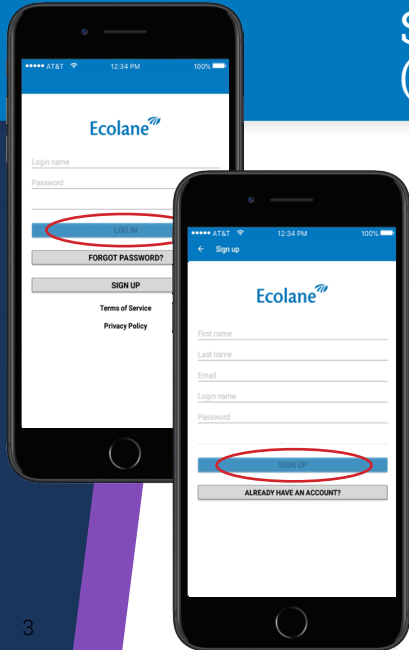 S
(
AT&T 12:34 PM 100%
Ecolane
Login name
Password
LOG IN
FORGOT PASSWORD?
SIGN UP
Terms of Service
Privacy Policy
AT&T 12:34 PM 100%
← Sign up
Ecolane
First name
Last name
Email
Login name
Password
SIGN UP
ALREADY HAVE AN ACCOUNT?
3